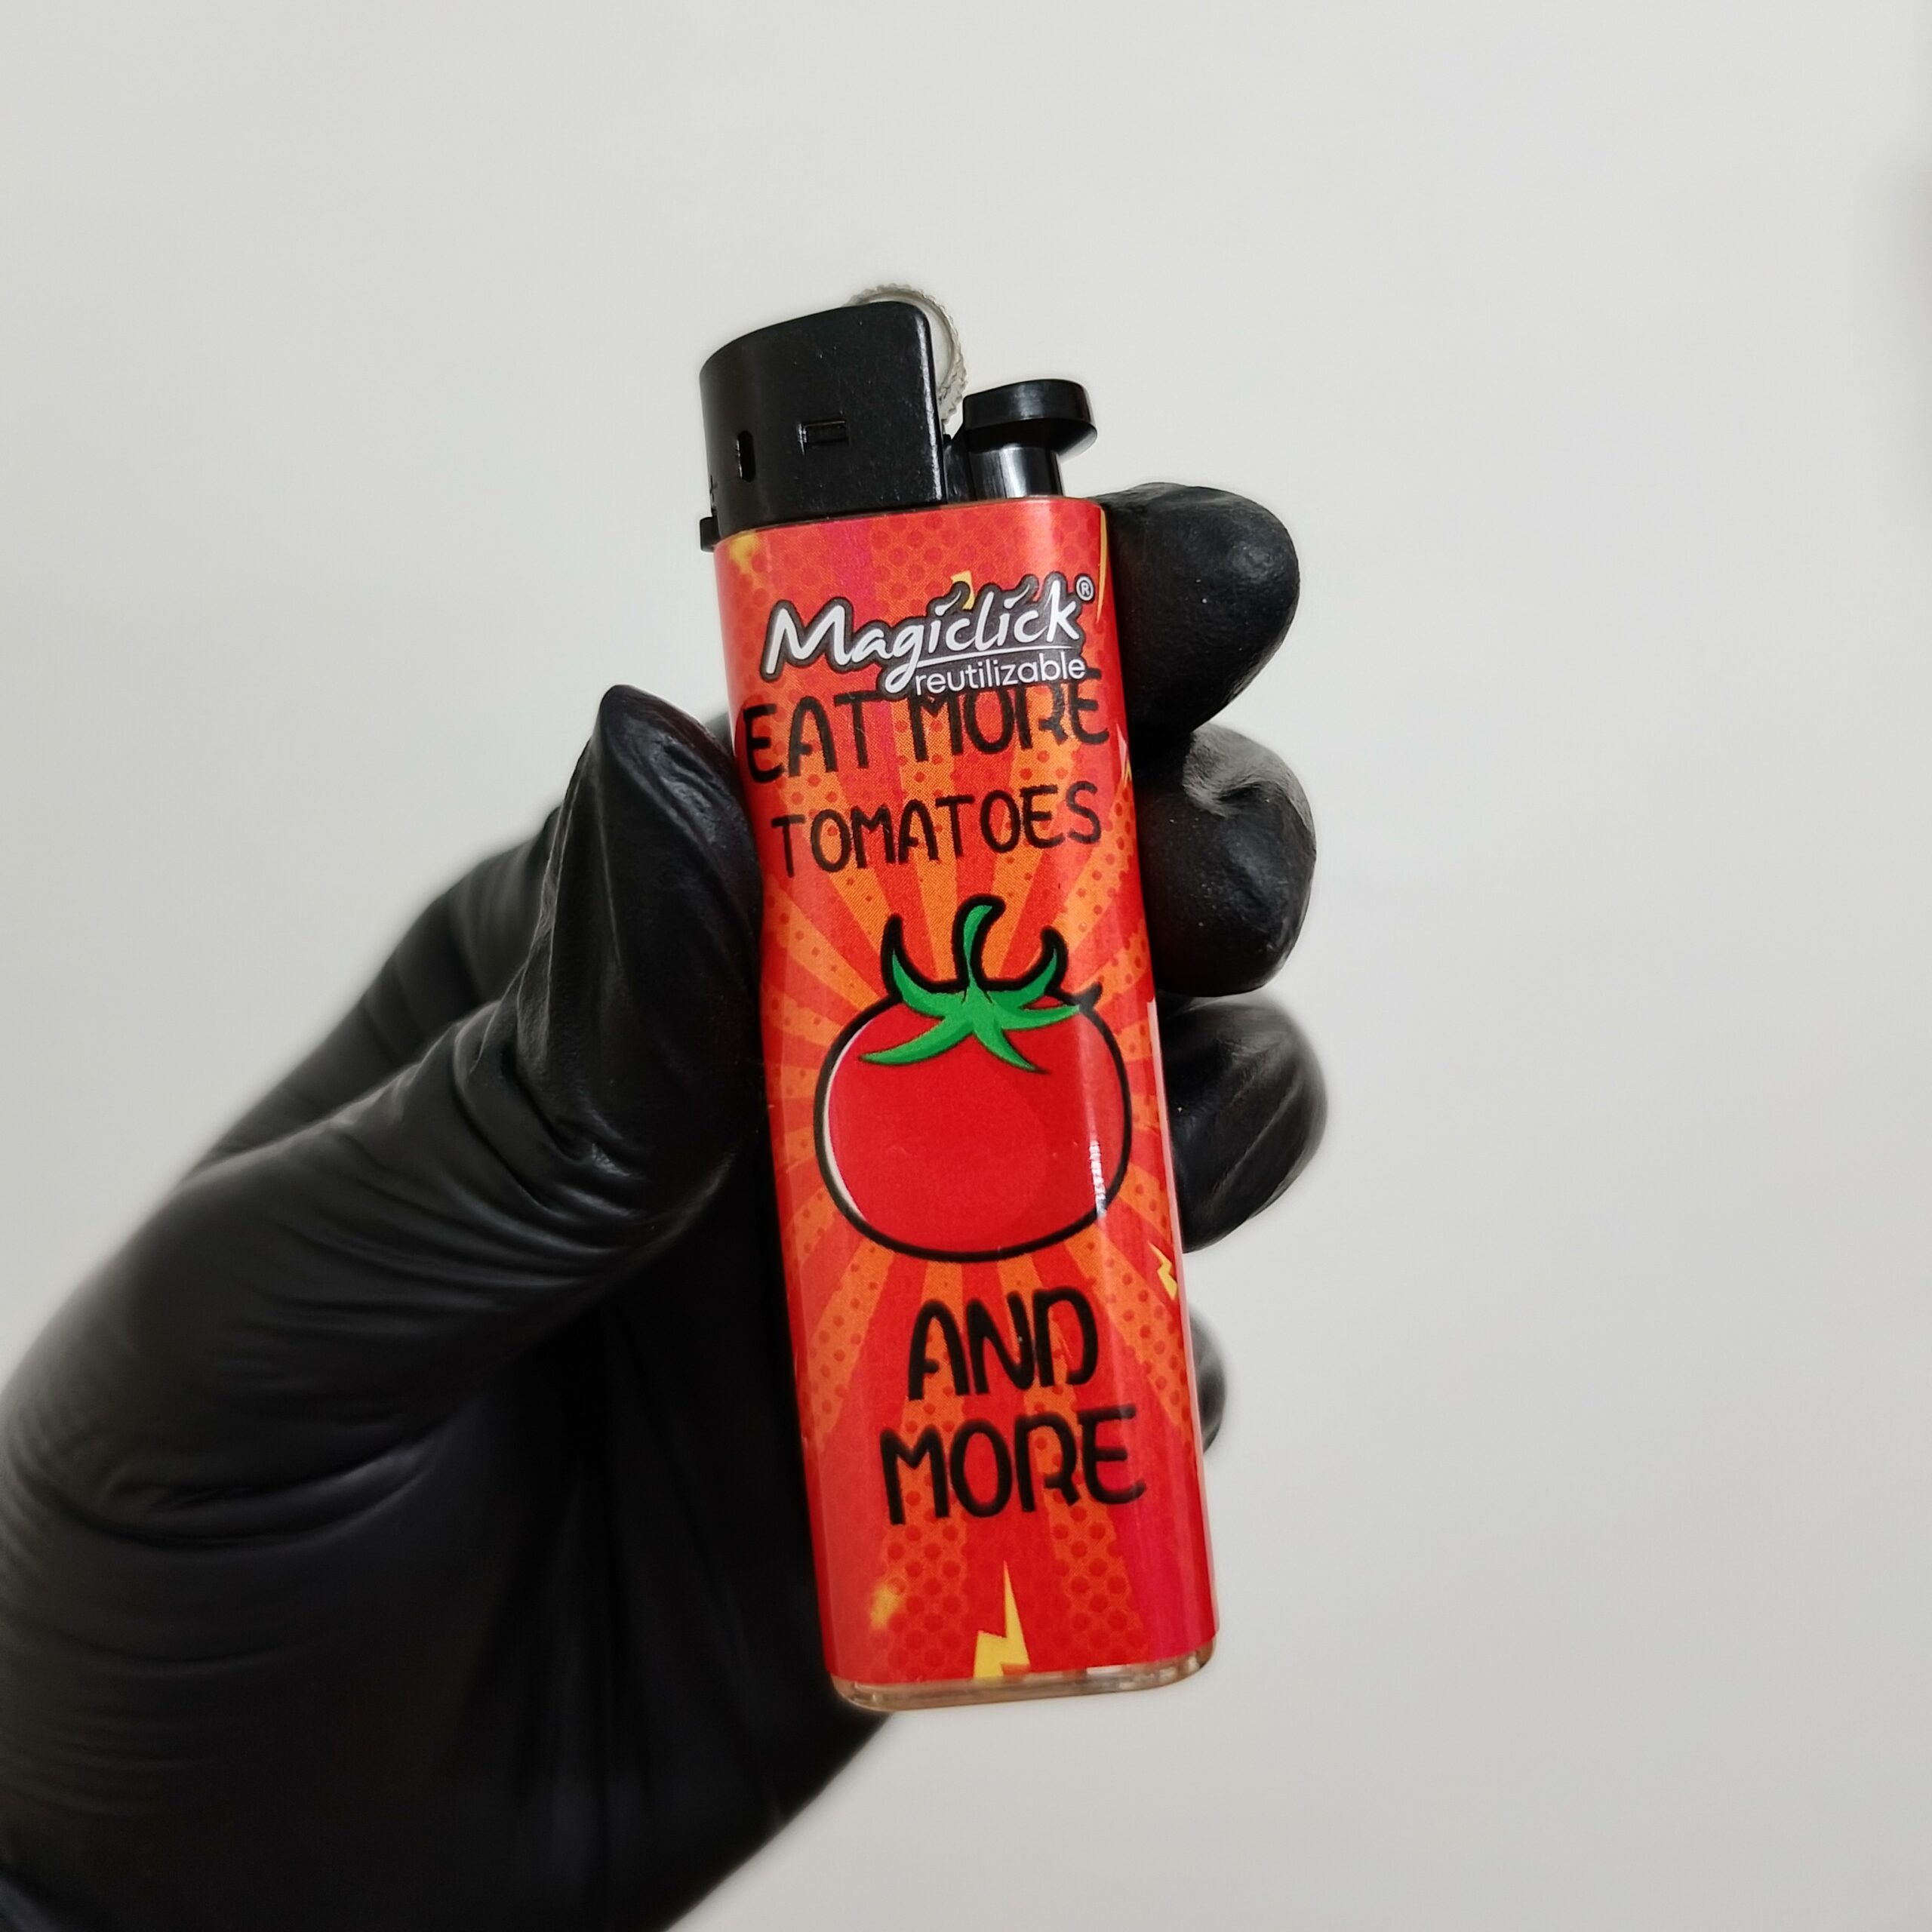 Magiclick®
reutilizable
EAT MORE
TOMATOES
AND
MORE